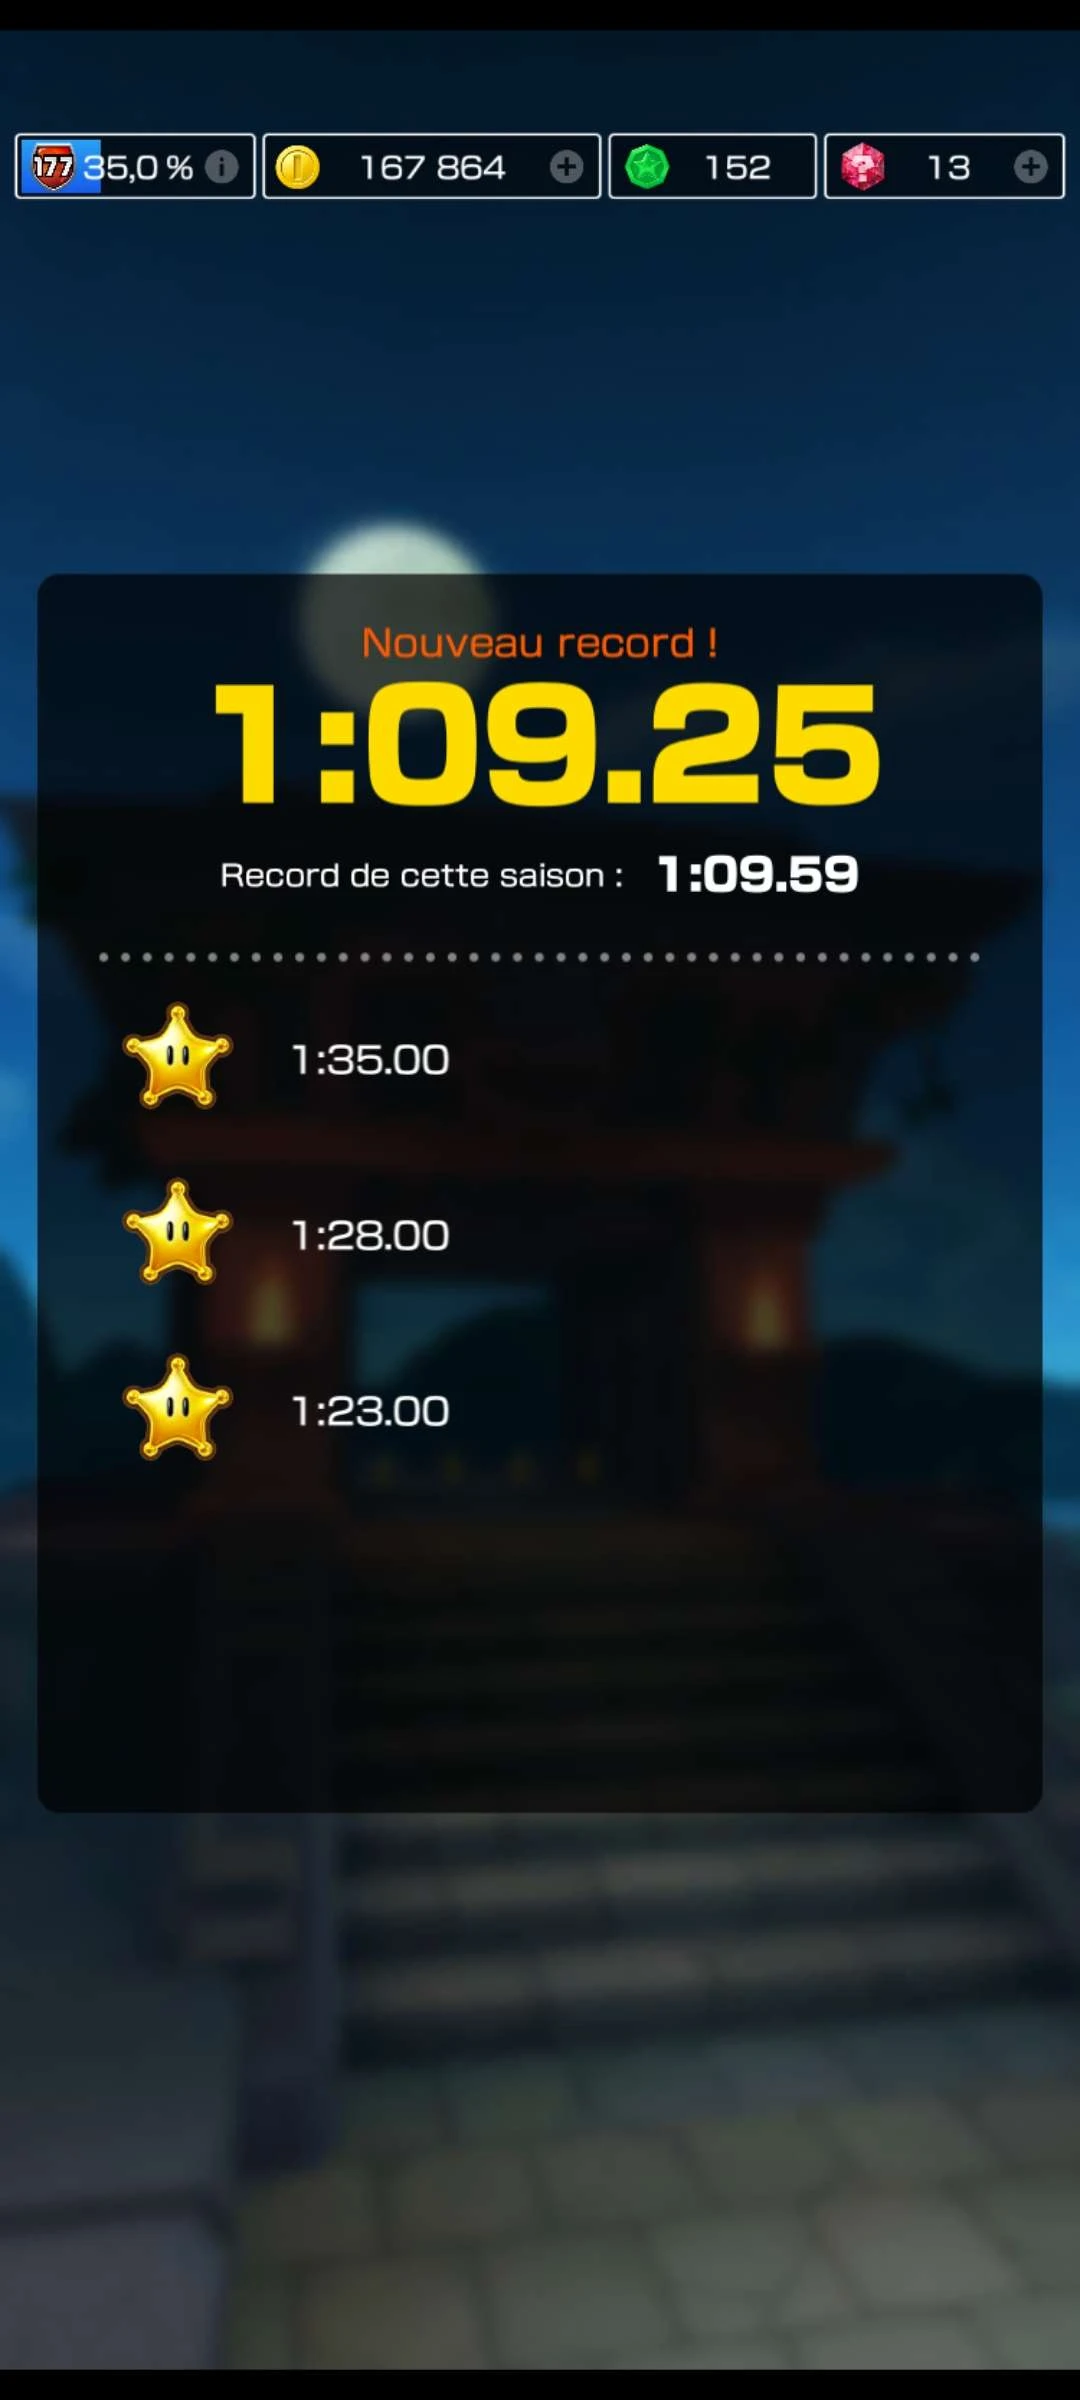 177 35,0 % i 167 864 + 152 ? 13 +
Nouveau record !
1:09.25
Record de cette saison : 1:09.59
1:35.00
1:28.00
1:23.00